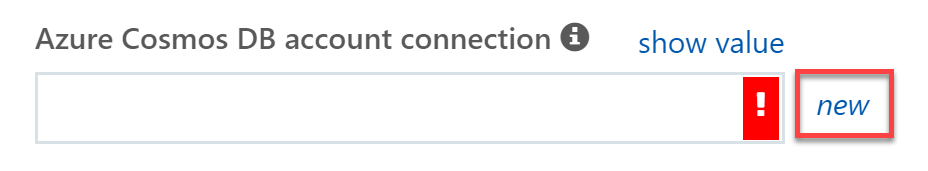 Azure Cosmos DB account connection
show value
new